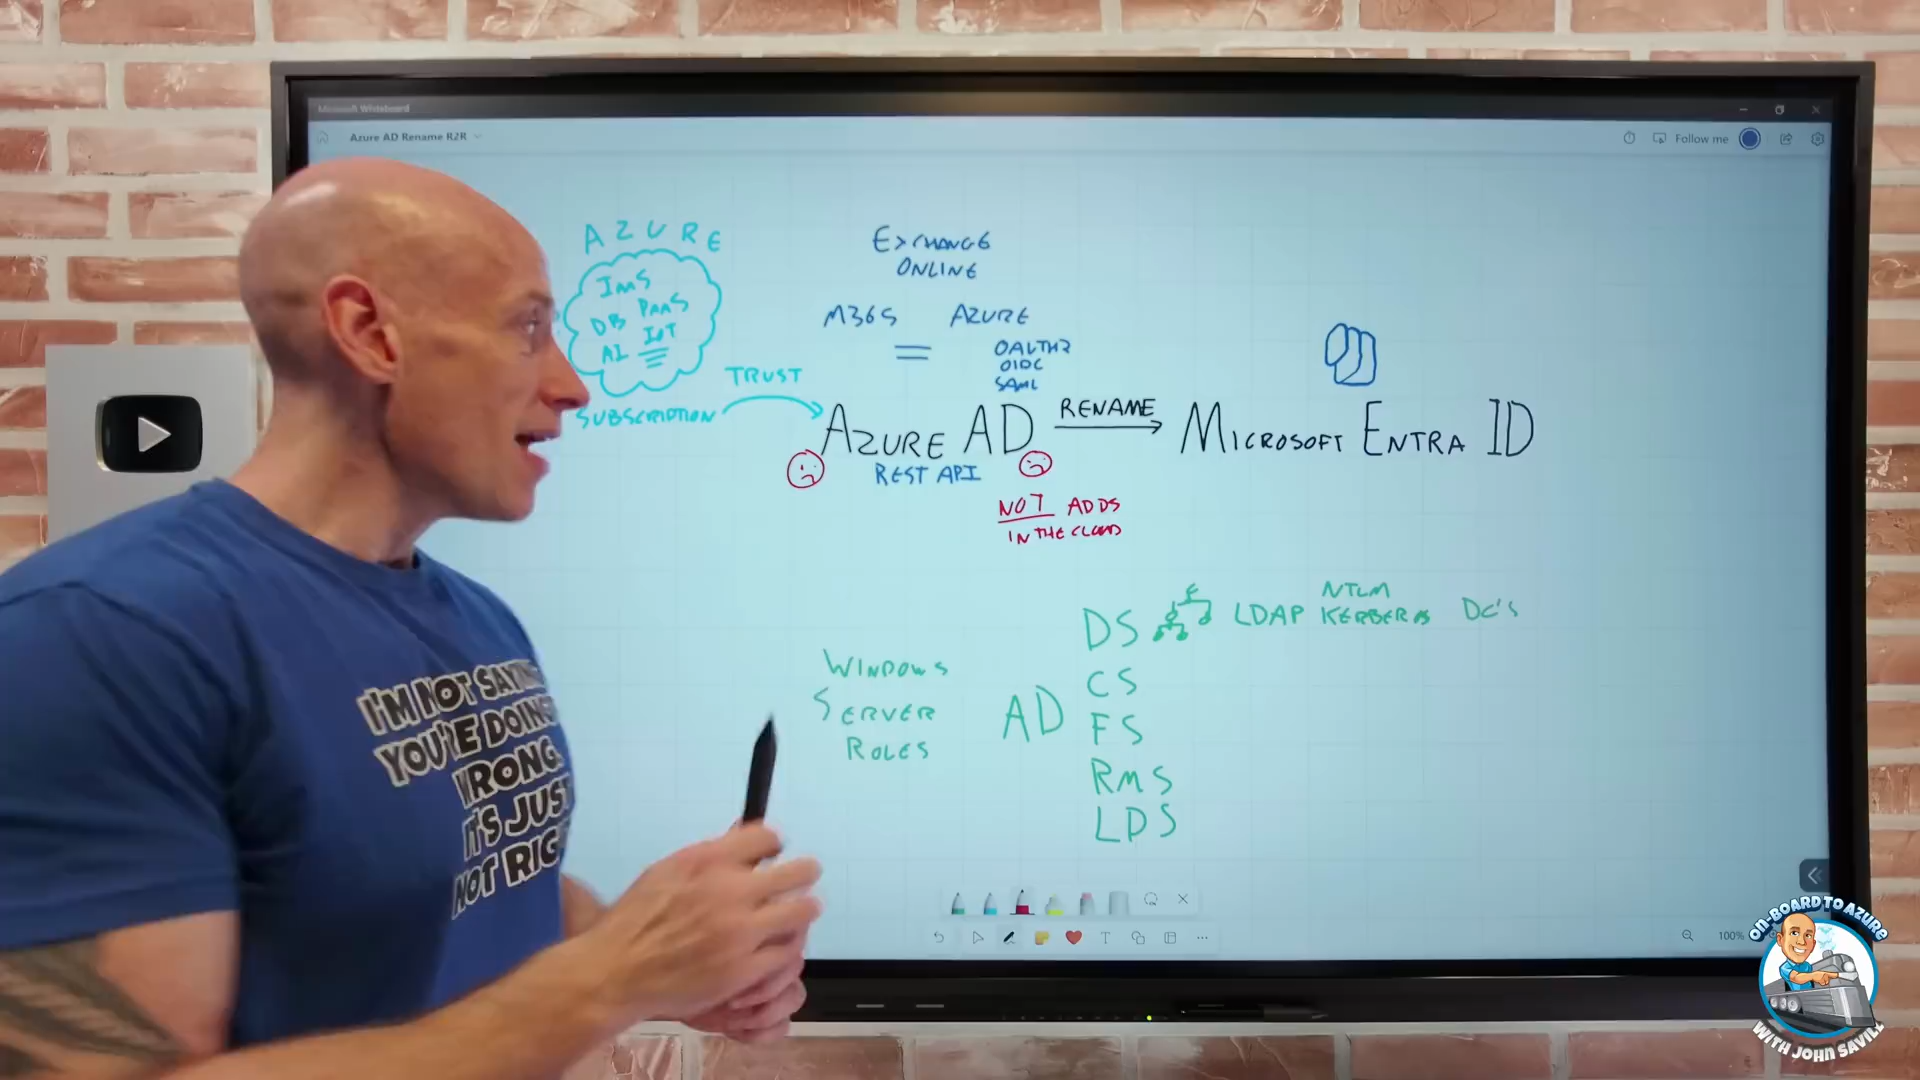 Microsoft Whiteboard
Azure AD Rename R2R
Follow me
AZURE
IaaS
DB PaaS
AI IoT
SUBSCRIPTION
TRUST
EXCHANGE
ONLINE
M365 AZURE
OAUTH2
OIDC
SAML
AZURE AD
RENAME
MICROSOFT ENTRA ID
REST API
NOT ADDS
IN THE CLOUD
WINDOWS
SERVER
ROLES
AD
DS
LDAP
NTLM
KERBEROS
DC'S
CS
FS
RMS
LDS
I'M NOT SAYING
YOU'RE DOING
WRONG.
IT'S JUST
NOT RIG
100%
ON-BOARD TO AZURE
WITH JOHN SAVILL